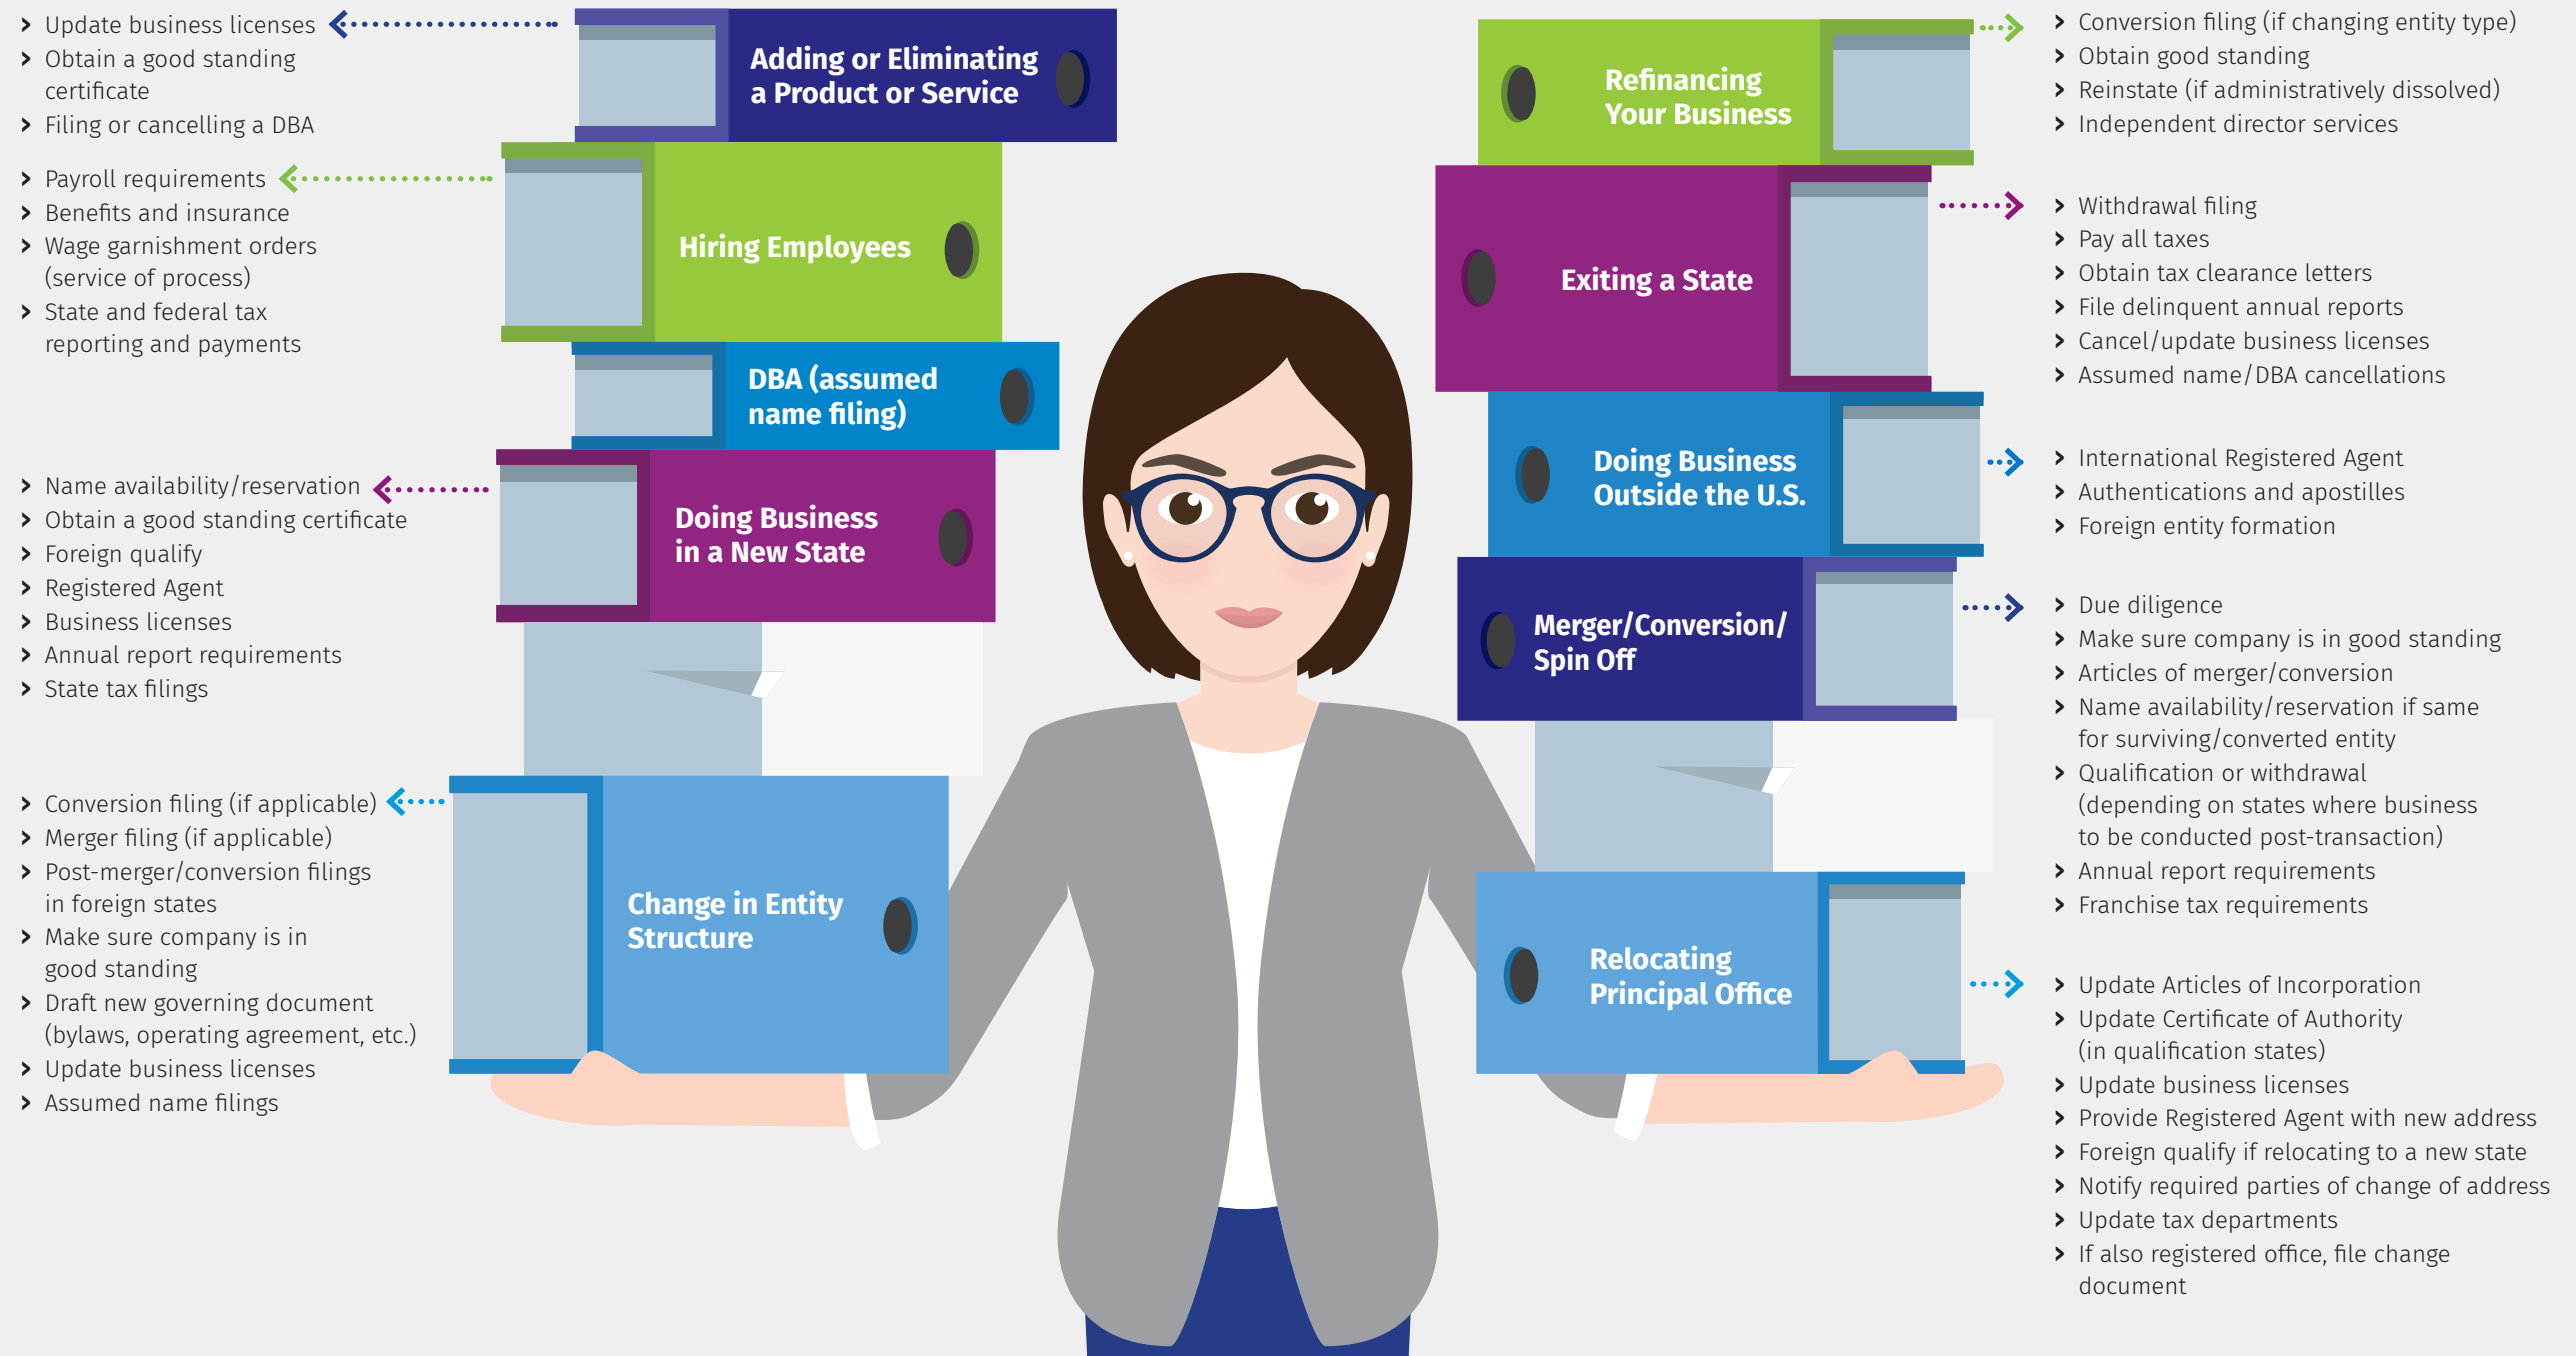 Update business licenses
Obtain a good standing
certificate
Filing or cancelling a DBA
Adding or Eliminating
a Product or Service
Payroll requirements
Benefits and insurance
Wage garnishment orders
(service of process)
State and federal tax
reporting and payments
Hiring Employees
DBA (assumed
name filing)
Name availability/reservation
Obtain a good standing certificate
Foreign qualify
Registered Agent
Business licenses
Annual report requirements
State tax filings
Doing Business
in a New State
Conversion filing (if applicable)
Merger filing (if applicable)
Post-merger/conversion filings
in foreign states
Make sure company is in
good standing
Draft new governing document
(bylaws, operating agreement, etc.)
Update business licenses
Assumed name filings
Change in Entity
Structure
Refinancing
Your Business
Conversion filing (if changing entity type)
Obtain good standing
Reinstate (if administratively dissolved)
Independent director services
Exiting a State
Withdrawal filing
Pay all taxes
Obtain tax clearance letters
File delinquent annual reports
Cancel/update business licenses
Assumed name/DBA cancellations
Doing Business
Outside the U.S.
International Registered Agent
Authentications and apostilles
Foreign entity formation
Merger/Conversion/
Spin Off
Due diligence
Make sure company is in good standing
Articles of merger/conversion
Name availability/reservation if same
for surviving/converted entity
Qualification or withdrawal
(depending on states where business
to be conducted post-transaction)
Annual report requirements
Franchise tax requirements
Relocating
Principal Office
Update Articles of Incorporation
Update Certificate of Authority
(in qualification states)
Update business licenses
Provide Registered Agent with new address
Foreign qualify if relocating to a new state
Notify required parties of change of address
Update tax departments
If also registered office, file change
document